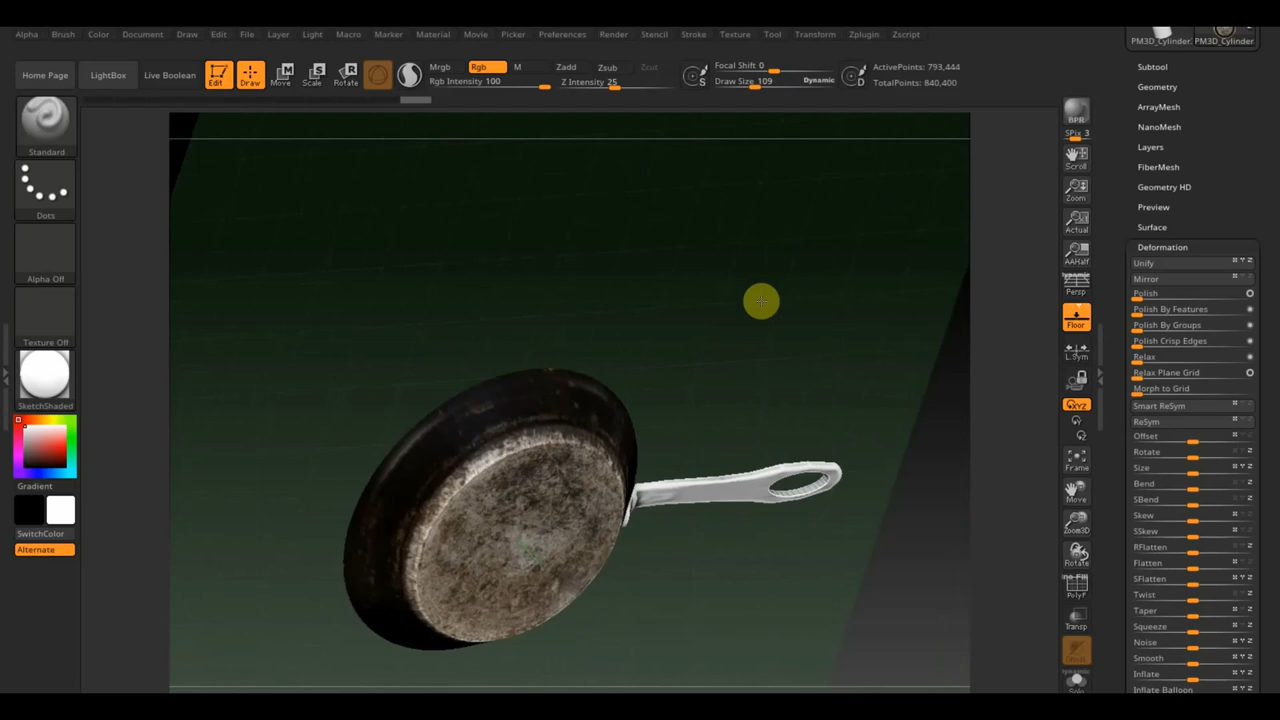 Alpha Brush Color Document Draw Edit File Layer Light Macro Marker Material Movie Picker Preferences Render Stencil Stroke Texture Tool Transform Zplugin Zscript
PM3D_Cylinder. PM3D_Cylinder.
Home Page LightBox Live Boolean Edit Draw Move Scale Rotate
Mrgb Rgb M Zadd Zsub Zcut
Rgb Intensity 100 Z Intensity 25
S
Focal Shift 0
Draw Size 109 Dynamic
D
ActivePoints: 793,444
TotalPoints: 840,400
Standard
Dots
Alpha Off
Texture Off
SketchShaded
Gradient
SwitchColor
Alternate
BPR
SPix 3
Scroll
Zoom
Actual
AAHalf
Dynamic
Persp
Floor
L.Sym
XYZ
Y
Z
Frame
Move
Zoom3D
Rotate
Polyf
Transp
Dynamic
Solo
Subtool
Geometry
ArrayMesh
NanoMesh
Layers
FiberMesh
Geometry HD
Preview
Surface
Deformation
Unify
Mirror
Polish
Polish By Features
Polish By Groups
Polish Crisp Edges
Relax
Relax Plane Grid
Morph to Grid
Smart ReSym
ReSym
Offset
Rotate
Size
Bend
SBend
Skew
SSkew
RFlatten
Flatten
SFlatten
Twist
Taper
Squeeze
Noise
Smooth
Inflate
Inflate Balloon